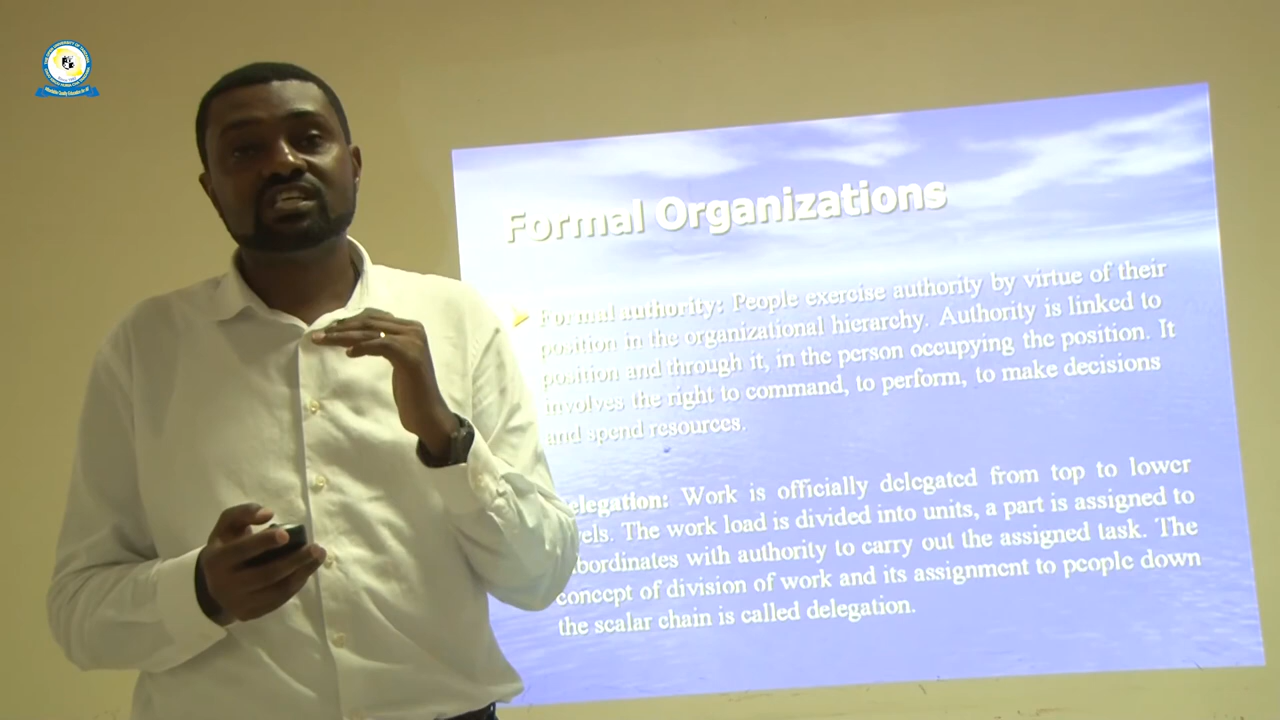 Formal Organizations
Formal authority: People exercise authority by virtue of their
position in the organizational hierarchy. Authority is linked to
position and through it, in the person occupying the position. It
involves the right to command, to perform, to make decisions
and spend resources.
elegation: Work is officially delegated from top to lower
vels. The work load is divided into units, a part is assigned to
bordinates with authority to carry out the assigned task. The
concept of division of work and its assignment to people down
the scalar chain is called delegation.